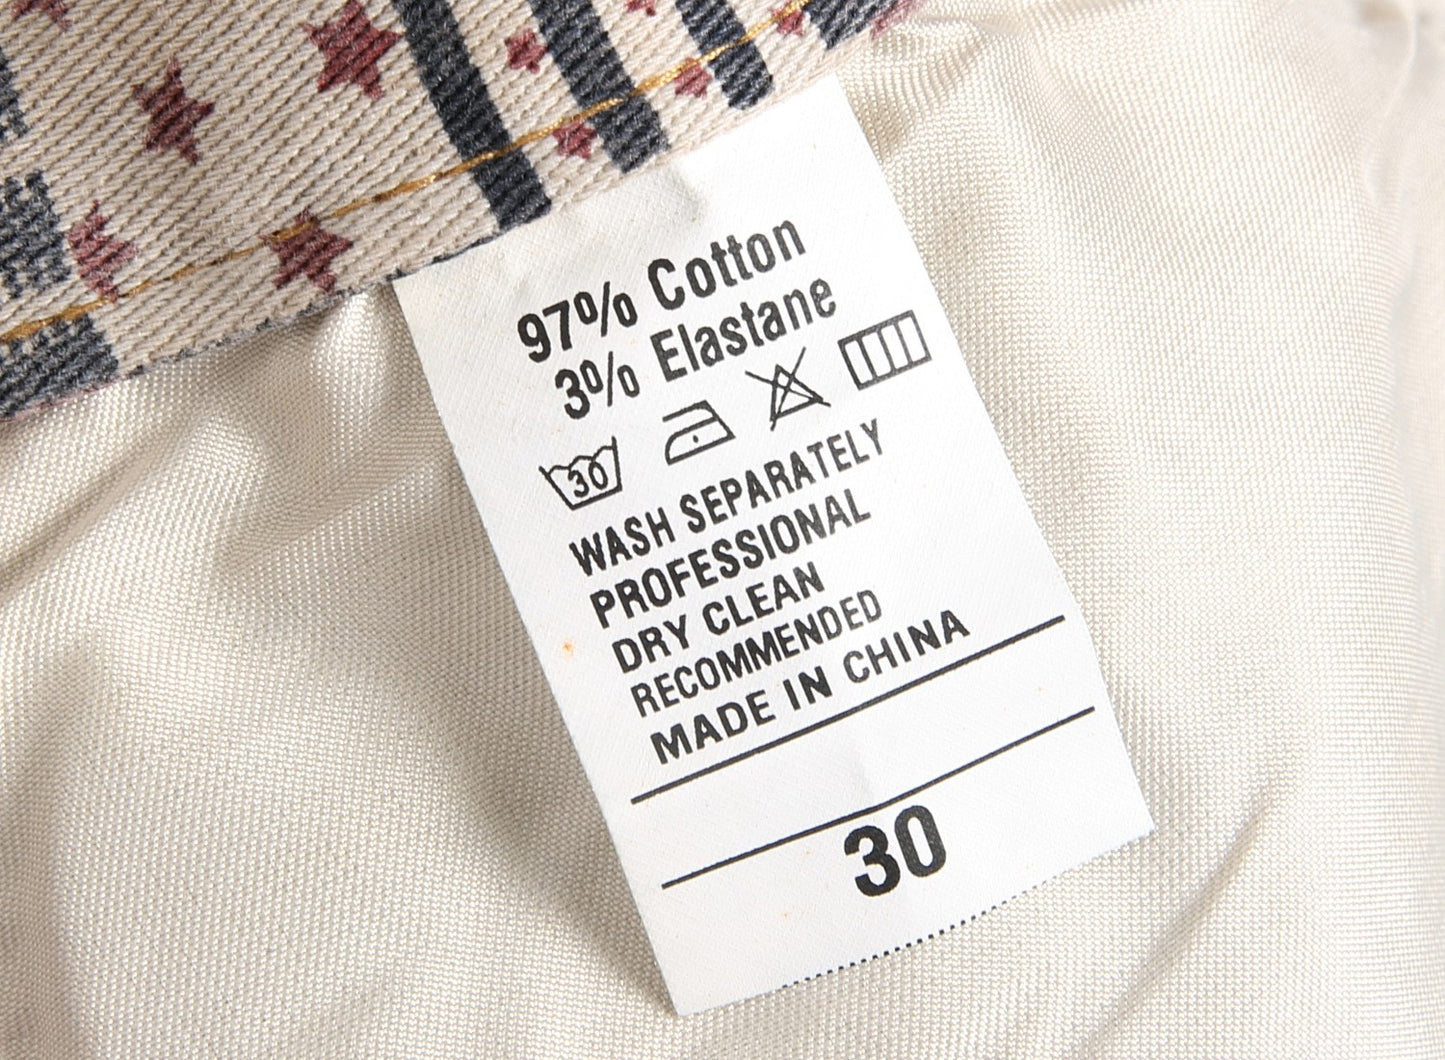 97% Cotton
3% Elastane
30
WASH SEPARATELY
PROFESSIONAL
DRY CLEAN
RECOMMENDED
MADE IN CHINA
30